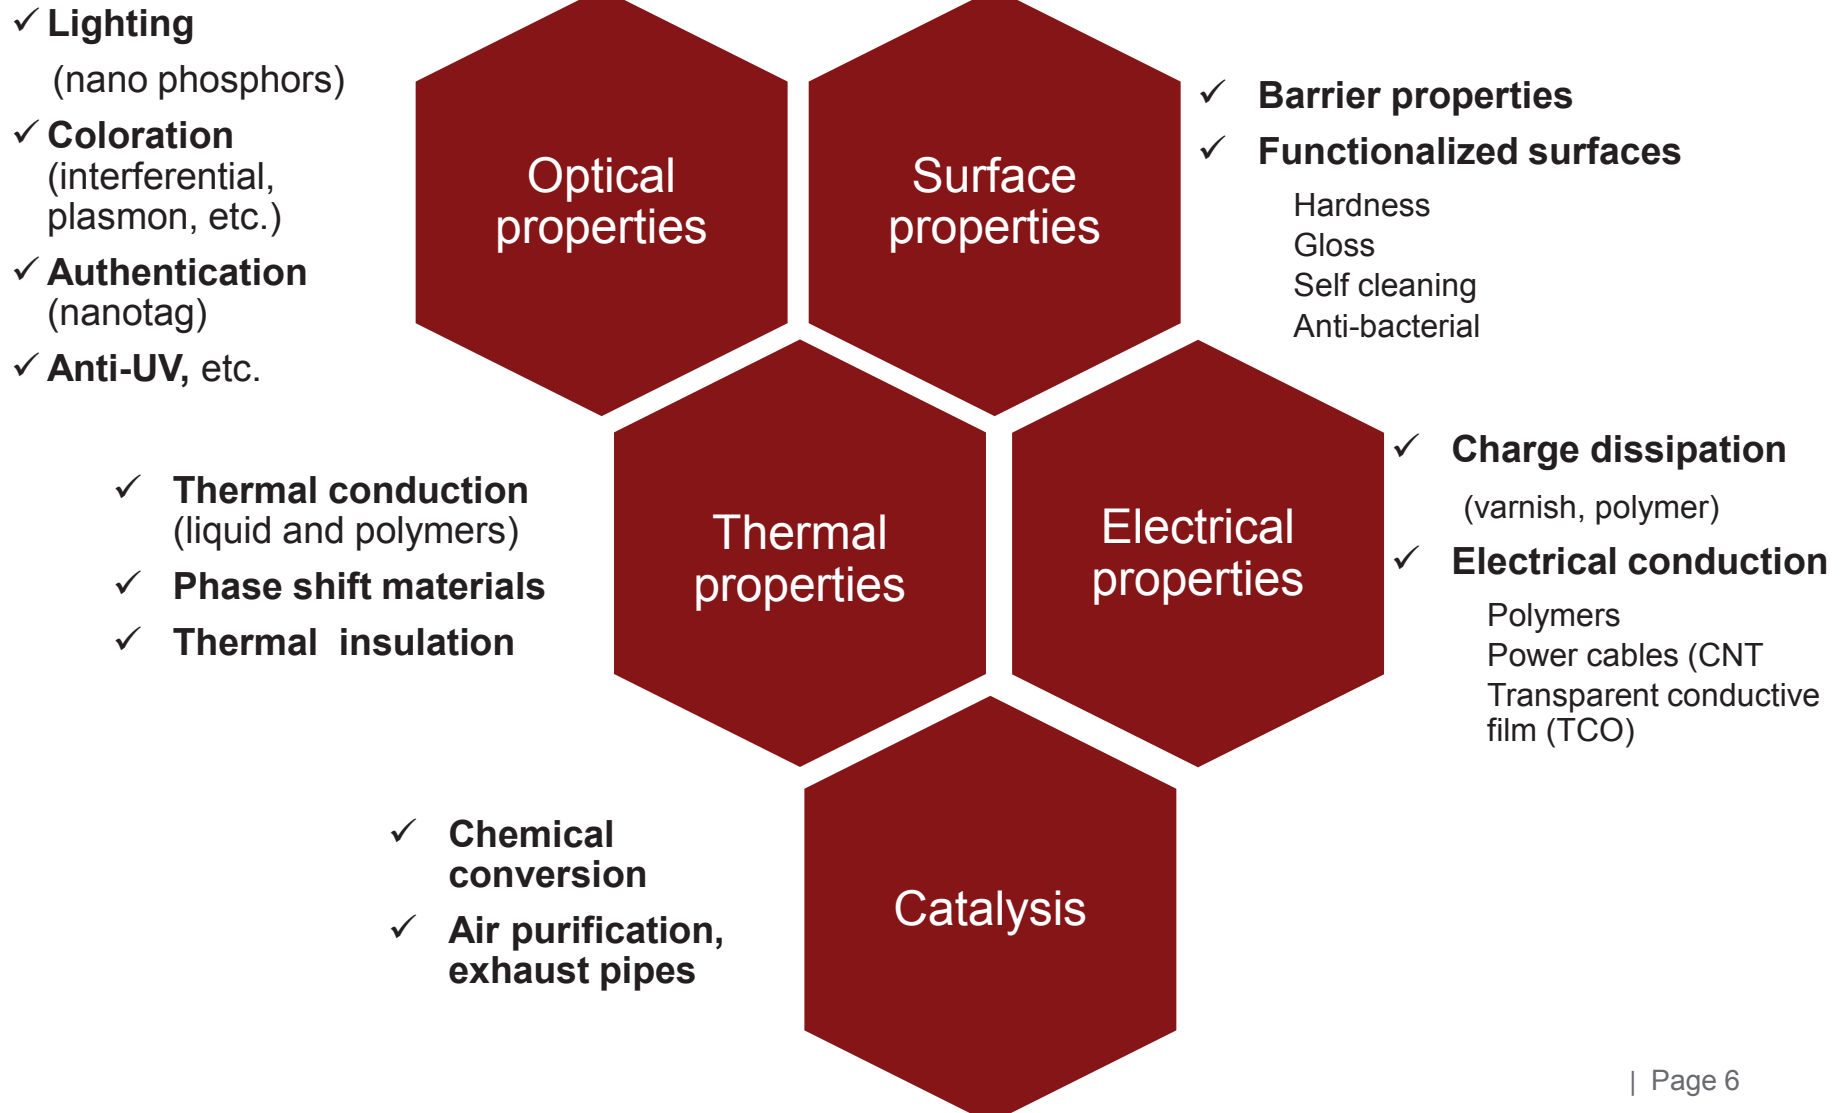 ✓ Lighting
(nano phosphors)
✓ Coloration
(interferential,
plasmon, etc.)
✓ Authentication
(nanotag)
✓ Anti-UV, etc.
Optical
properties
Surface
properties
✓ Barrier properties
✓ Functionalized surfaces
Hardness
Gloss
Self cleaning
Anti-bacterial
✓ Thermal conduction
(liquid and polymers)
✓ Phase shift materials
✓ Thermal insulation
Thermal
properties
Electrical
properties
✓ Charge dissipation
(varnish, polymer)
✓ Electrical conduction
Polymers
Power cables (CNT
Transparent conductive
film (TCO)
✓ Chemical
conversion
✓ Air purification,
exhaust pipes
Catalysis
| Page 6